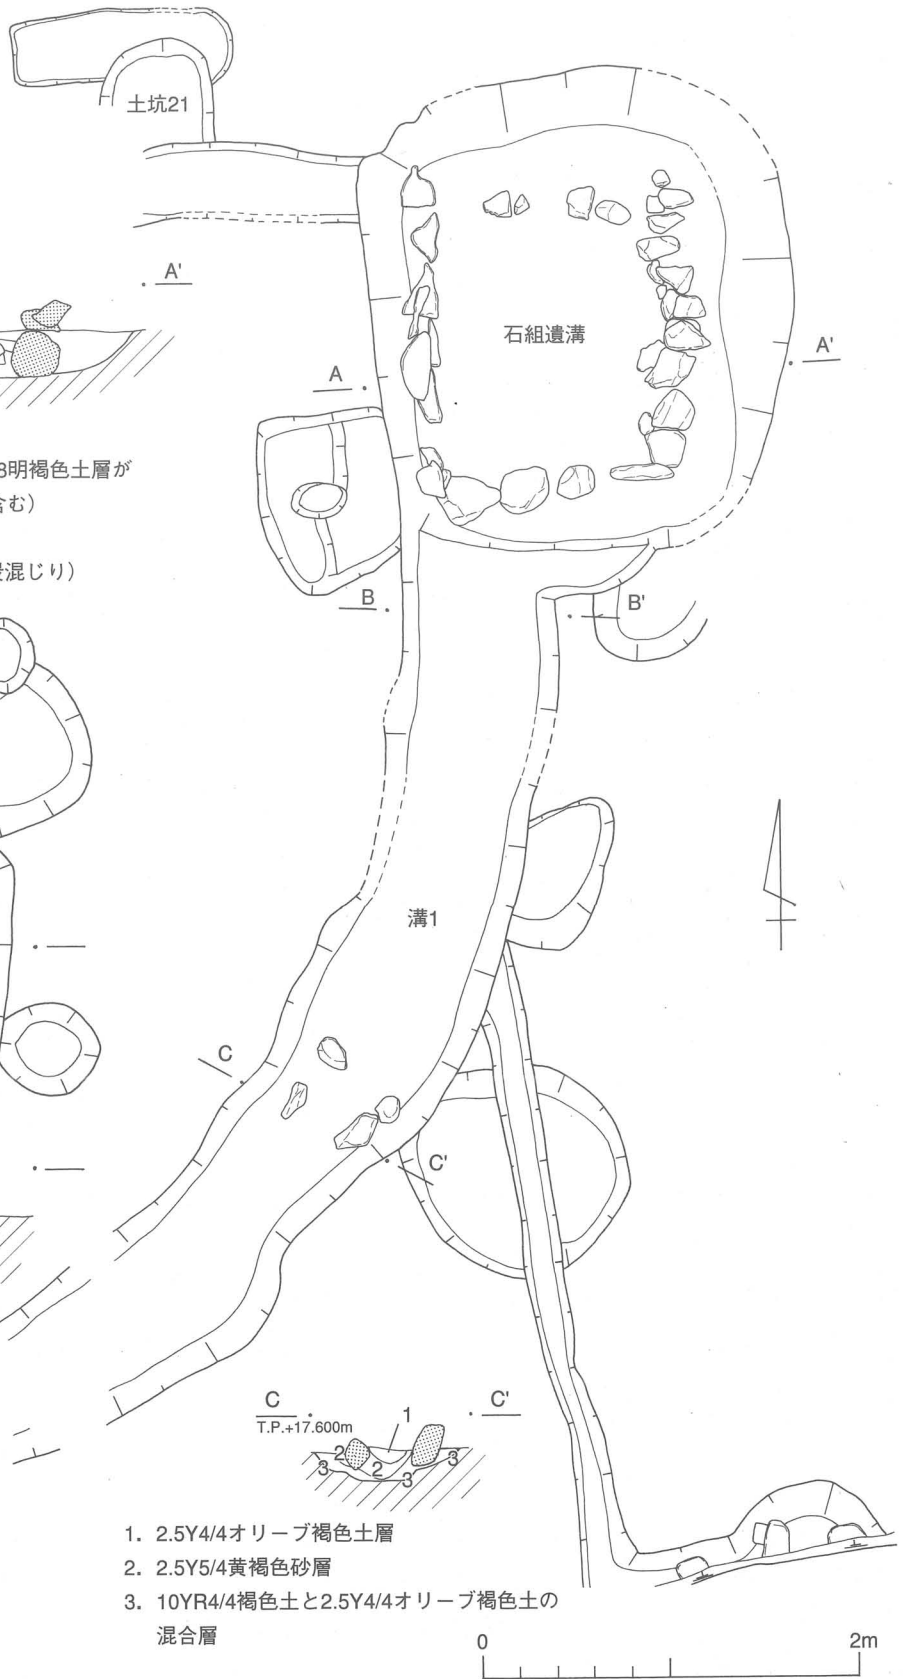 土坑21
A'
石組遺溝
A
A'
8明褐色土層が
含む)
混じり)
B
B'
溝1
C
C'
C
T.P.+17.600m
1
C'
2
3
2
3
3
1. 2.5Y4/4オリーブ褐色土層
2. 2.5Y5/4黄褐色砂層
3. 10YR4/4褐色土と2.5Y4/4オリーブ褐色土の
混合層
0
2m